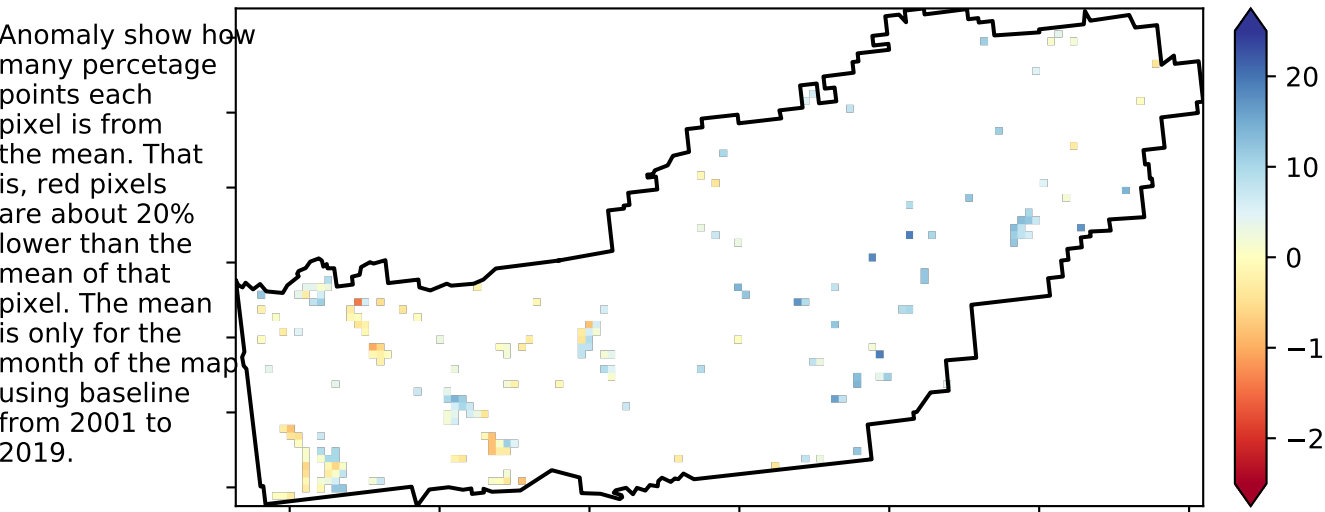 Anomaly show how
many percetage
points each
pixel is from
the mean. That
is, red pixels
are about 20%
lower than the
mean of that
pixel. The mean
is only for the
month of the map
using baseline
from 2001 to
2019.
20
10
0
−1
−2